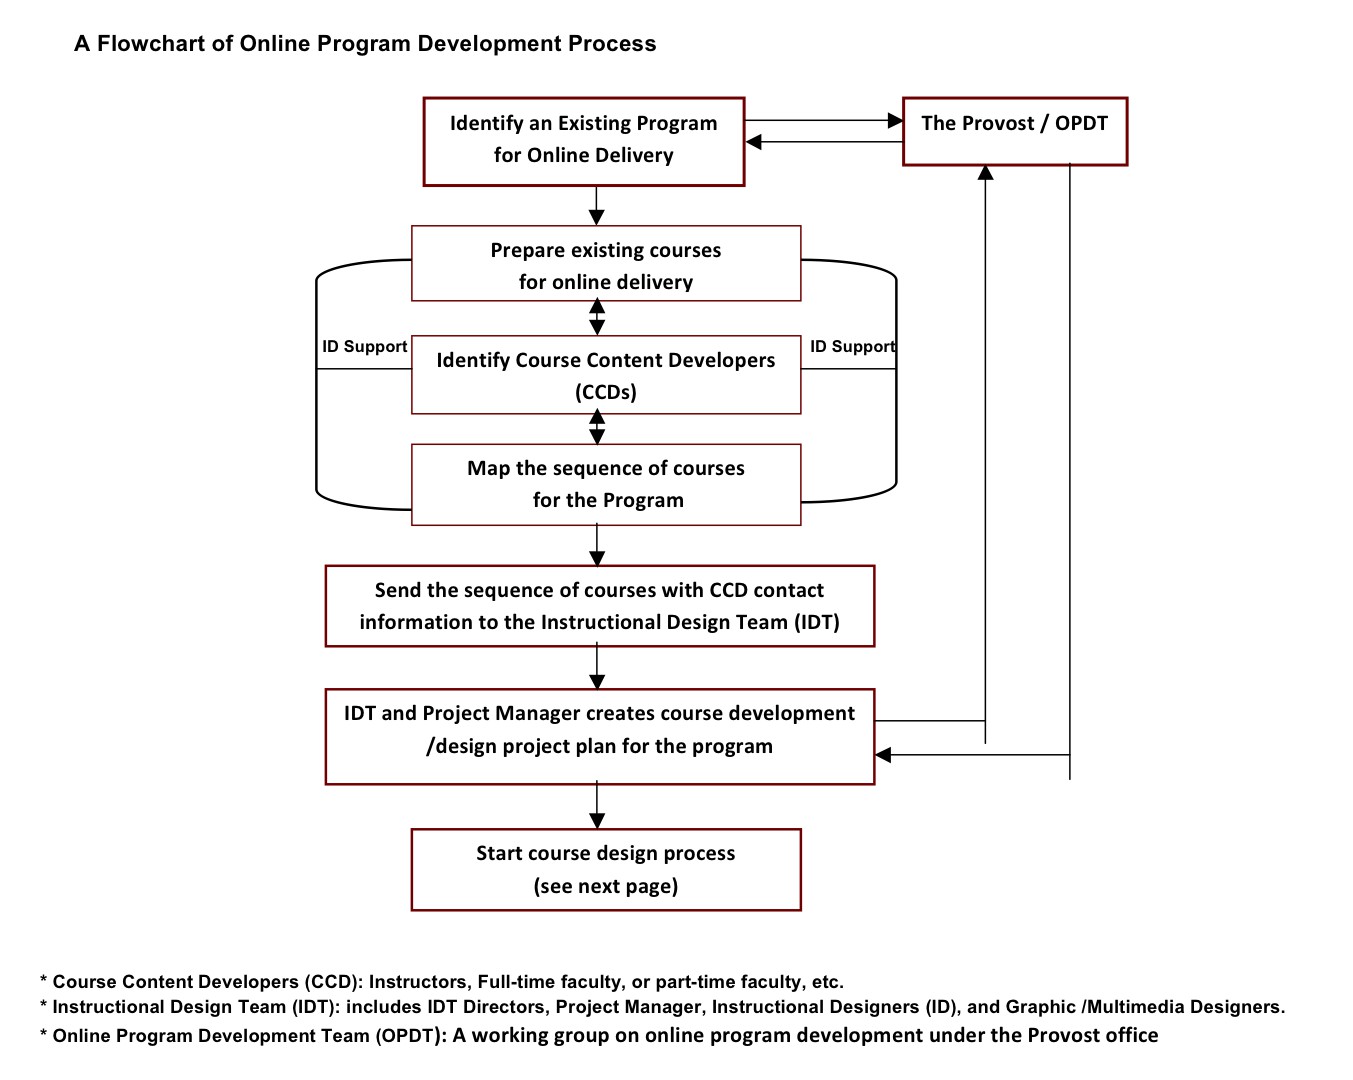 A Flowchart of Online Program Development Process
Identify an Existing Program
for Online Delivery
The Provost / OPDT
Prepare existing courses
for online delivery
ID Support
ID Support
Identify Course Content Developers
(CCDs)
Map the sequence of courses
for the Program
Send the sequence of courses with CCD contact
information to the Instructional Design Team (IDT)
IDT and Project Manager creates course development
/design project plan for the program
Start course design process
(see next page)
* Course Content Developers (CCD): Instructors, Full-time faculty, or part-time faculty, etc.
* Instructional Design Team (IDT): includes IDT Directors, Project Manager, Instructional Designers (ID), and Graphic /Multimedia Designers.
* Online Program Development Team (OPDT): A working group on online program development under the Provost office